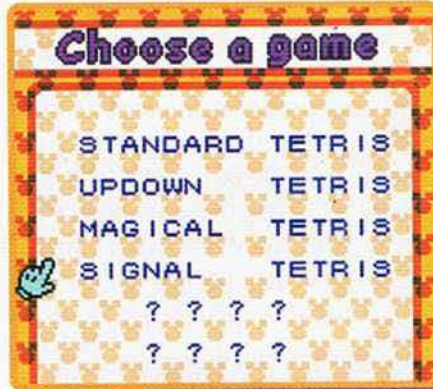 Choose a game
STANDARD TETRIS
UPDOWN TETRIS
MAGICAL TETRIS
SIGNAL TETRIS
? ? ? ?
? ? ? ?